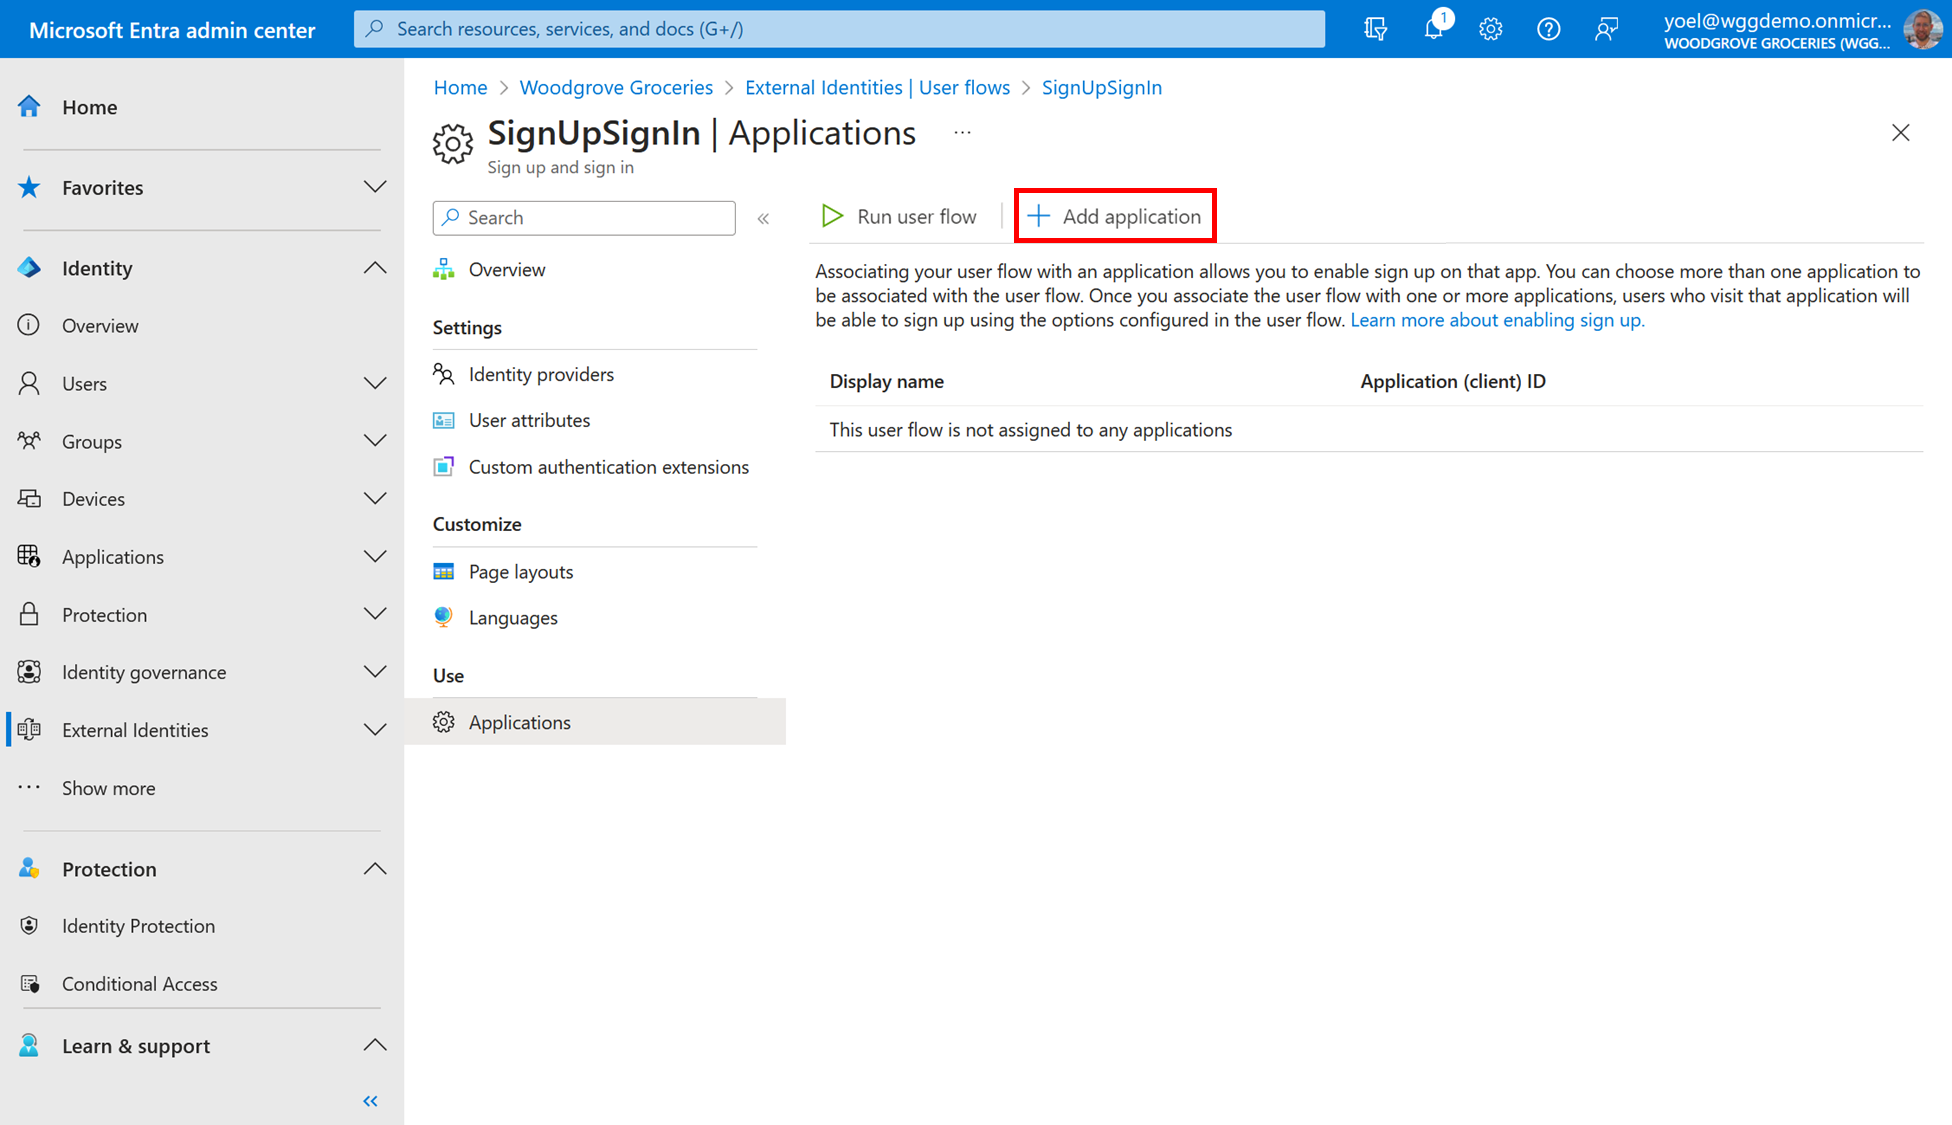 Microsoft Entra admin center
Search resources, services, and docs (G+/)
1
yoel@wggdemo.onmicr...
WOODGROVE GROCERIES (WGG...
Home
Favorites
Identity
Overview
Users
Groups
Devices
Applications
Protection
Identity governance
External Identities
Show more
Protection
Identity Protection
Conditional Access
Learn & support
Home > Woodgrove Groceries > External Identities | User flows > SignUpSignIn
SignUpSignIn | Applications ...
Sign up and sign in
Search
Overview
Settings
Identity providers
User attributes
Custom authentication extensions
Customize
Page layouts
Languages
Use
Applications
Run user flow
Add application
Associating your user flow with an application allows you to enable sign up on that app. You can choose more than one application to
be associated with the user flow. Once you associate the user flow with one or more applications, users who visit that application will
be able to sign up using the options configured in the user flow. Learn more about enabling sign up.
Display name Application (client) ID
This user flow is not assigned to any applications